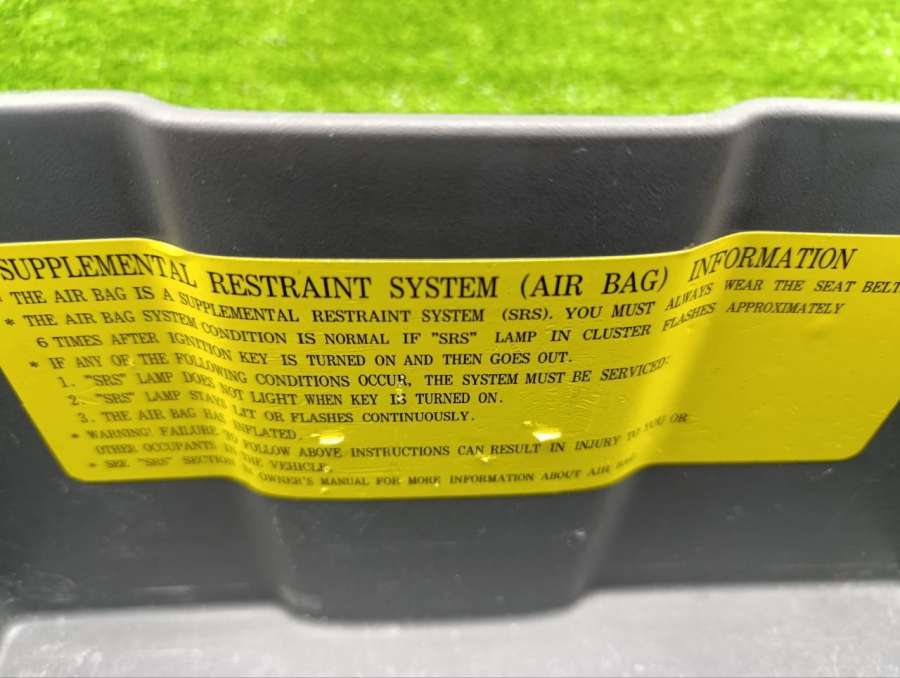 SUPPLEMENTAL RESTRAINT SYSTEM (AIR BAG) INFORMATION
* THE AIR BAG IS A SUPPLEMENTAL RESTRAINT SYSTEM (SRS). YOU MUST ALWAYS WEAR THE SEAT BELT
* THE AIR BAG SYSTEM CONDITION IS NORMAL IF "SRS" LAMP IN CLUSTER FLASHES APPROXIMATELY
6 TIMES AFTER IGNITION KEY IS TURNED ON AND THEN GOES OUT.
* IF ANY OF THE FOLLOWING CONDITIONS OCCUR, THE SYSTEM MUST BE SERVICED:
1. "SRS" LAMP DOES NOT LIGHT WHEN KEY IS TURNED ON.
2. "SRS" LAMP STAYS LIT OR FLASHES CONTINUOUSLY.
3. THE AIR BAG HAS INFLATED.
* WARNING! FAILURE TO FOLLOW ABOVE INSTRUCTIONS CAN RESULT IN INJURY TO YOU OR
OTHER OCCUPANTS IN THE VEHICLE.
* SEE "SRS" SECTION IN OWNER'S MANUAL FOR MORE INFORMATION ABOUT AIR BAG